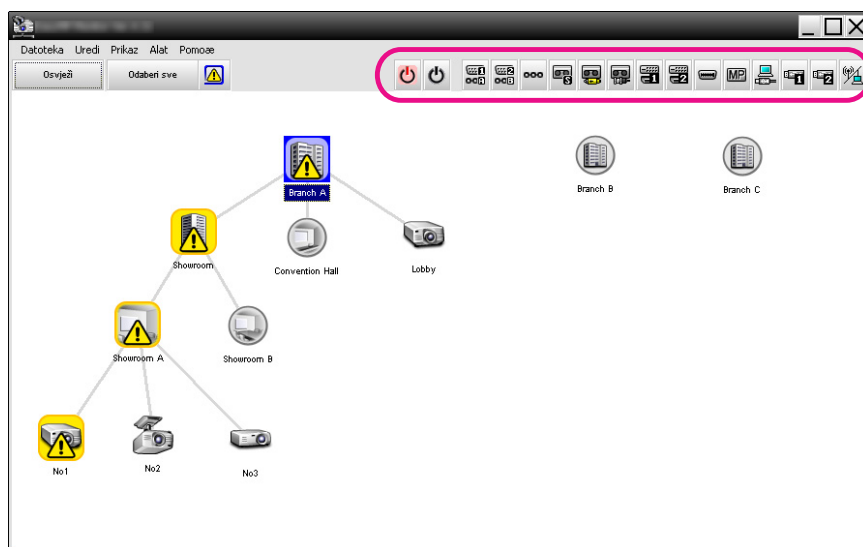 Datoteka Uredi Prikaz Alat Pomoæ
Osvježi Odaberi sve
MP
Branch A
Branch B
Branch C
Showroom
Convention Hall
Lobby
Showroom A
Showroom B
No1
No2
No3